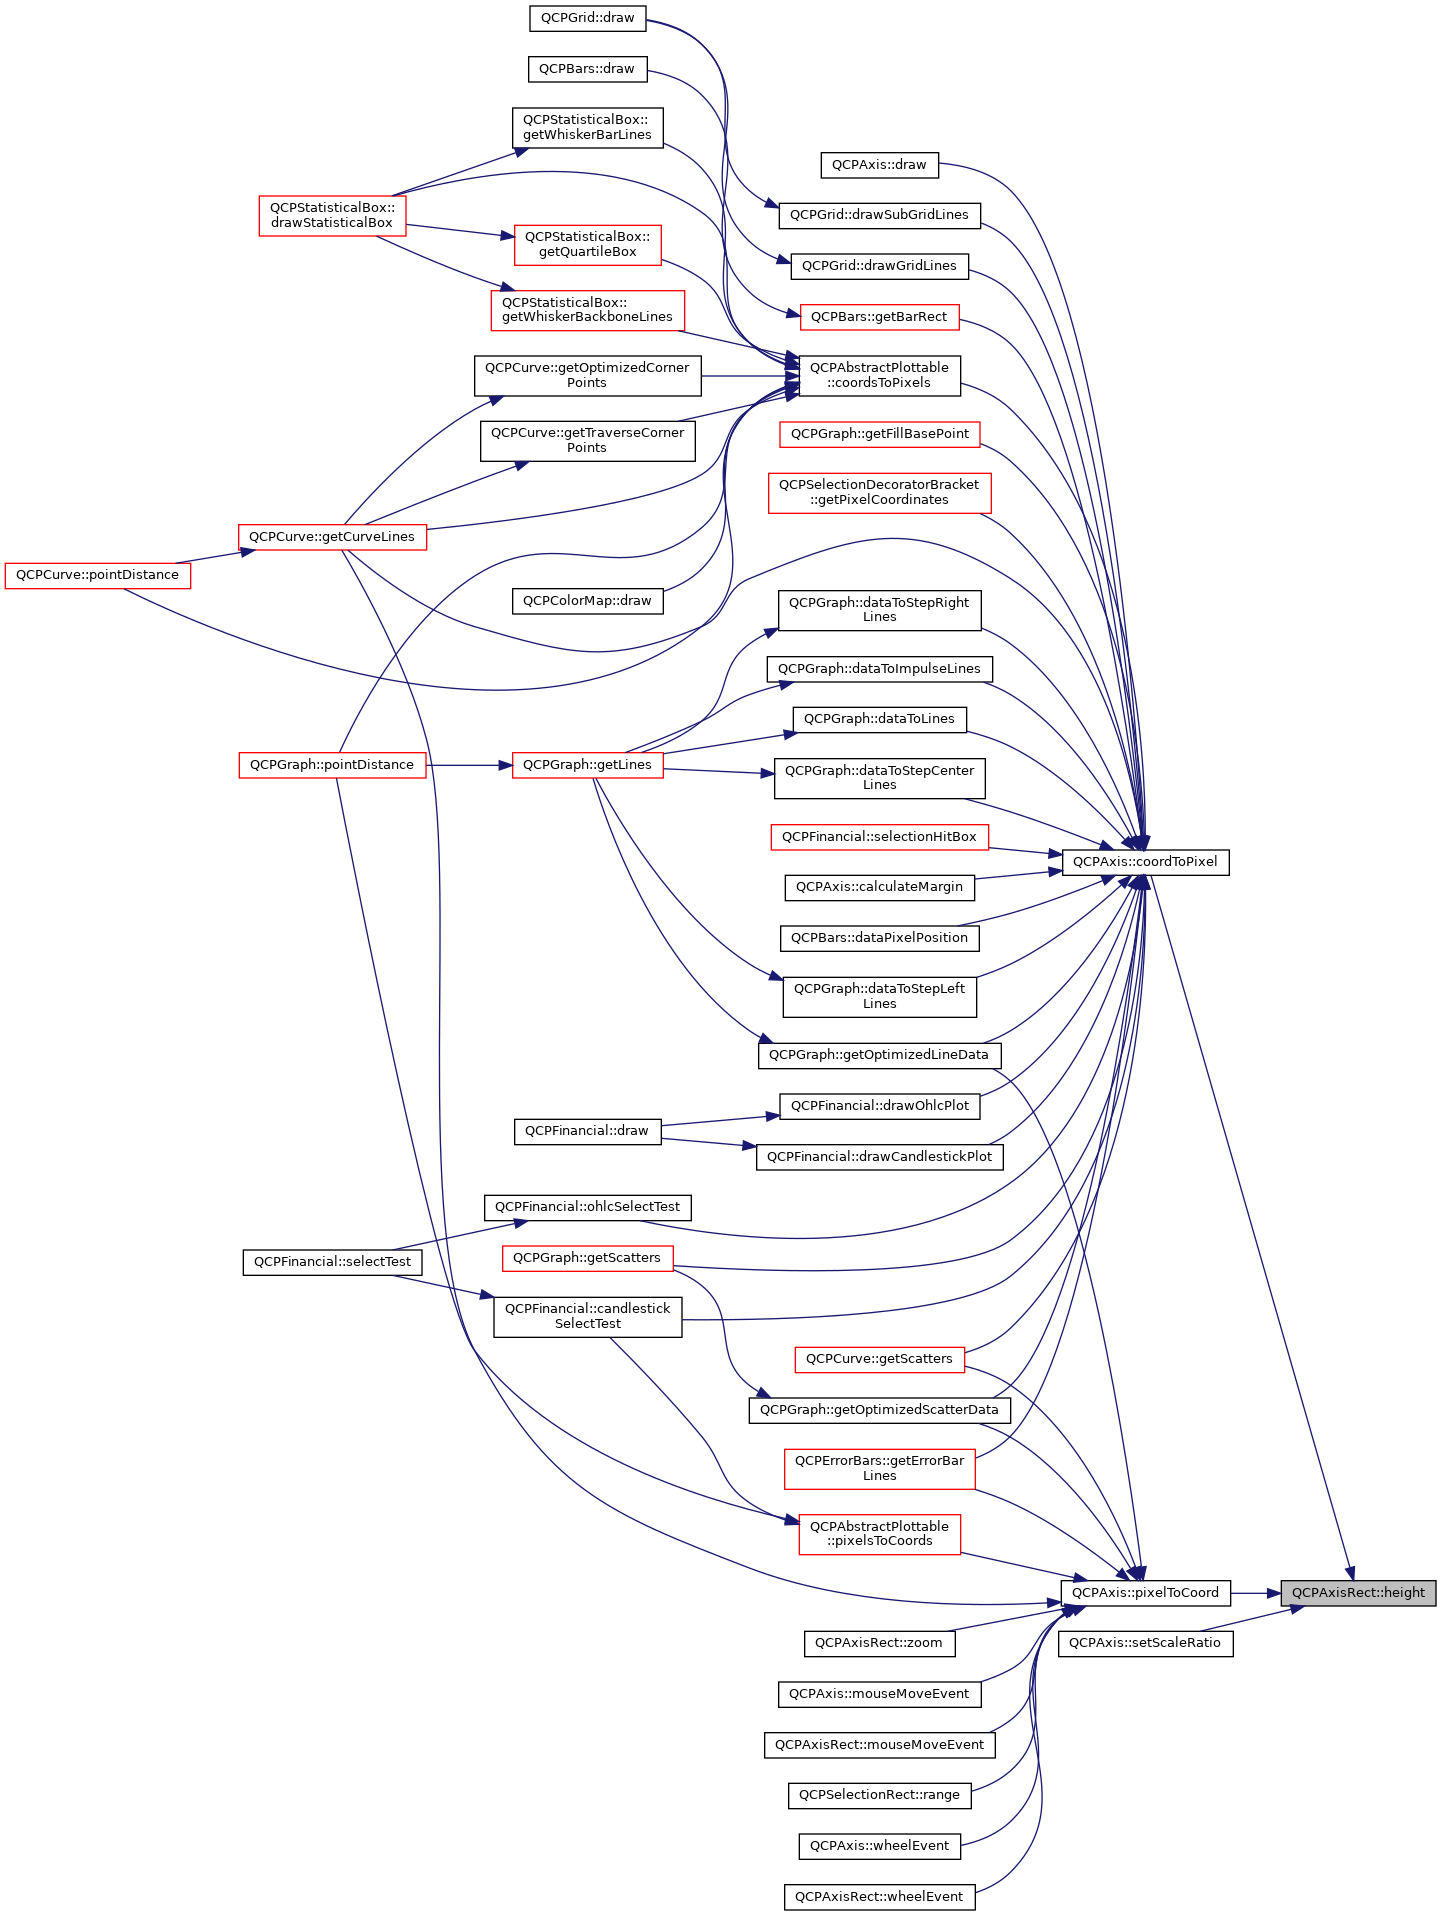 QCPGrid::draw
QCPBars::draw
QCPStatisticalBox::
getWhiskerBarLines
QCPAxis::draw
QCPStatisticalBox::
drawStatisticalBox
QCPGrid::drawSubGridLines
QCPStatisticalBox::
getQuartileBox
QCPGrid::drawGridLines
QCPStatisticalBox::
getWhiskerBackboneLines
QCPBars::getBarRect
QCPCurve::getOptimizedCorner
Points
QCPAbstractPlottable
::coordsToPixels
QCPCurve::getTraverseCorner
Points
QCPGraph::getFillBasePoint
QCPSelectionDecoratorBracket
::getPixelCoordinates
QCPCurve::getCurveLines
QCPCurve::pointDistance
QCPColorMap::draw
QCPGraph::dataToStepRight
Lines
QCPGraph::dataToImpulseLines
QCPGraph::dataToLines
QCPGraph::pointDistance
QCPGraph::getLines
QCPGraph::dataToStepCenter
Lines
QCPFinancial::selectionHitBox
QCPAxis::coordToPixel
QCPAxis::calculateMargin
QCPBars::dataPixelPosition
QCPGraph::dataToStepLeft
Lines
QCPGraph::getOptimizedLineData
QCPFinancial::drawOhlcPlot
QCPFinancial::draw
QCPFinancial::drawCandlestickPlot
QCPFinancial::ohlcSelectTest
QCPFinancial::selectTest
QCPGraph::getScatters
QCPFinancial::candlestick
SelectTest
QCPCurve::getScatters
QCPGraph::getOptimizedScatterData
QCPErrorBars::getErrorBar
Lines
QCPAbstractPlottable
::pixelsToCoords
QCPAxis::pixelToCoord
QCPAxisRect::height
QCPAxisRect::zoom
QCPAxis::setScaleRatio
QCPAxis::mouseMoveEvent
QCPAxisRect::mouseMoveEvent
QCPSelectionRect::range
QCPAxis::wheelEvent
QCPAxisRect::wheelEvent